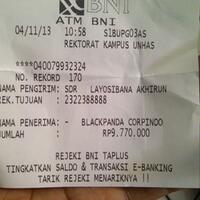 BNI
ATM BNI
04/11/13 10:58 S1BUPG03AS
REKTORAT KAMPUS UNHAS
****040079932324
NO. REKORD 170
NAMA PENGIRIM: SDR LAYOSIBANA AKHIRUN
REK.TUJUAN : 2322388888
NAMA PENERIMA: - BLACKPANDA CORPINDO
JUMLAH : RP9.770.000
REJEKI BNI TAPLUS
TINGKATKAN SALDO & TRANSAKSI E-BANKING
TARIK REJEKI MENARIKNYA !!